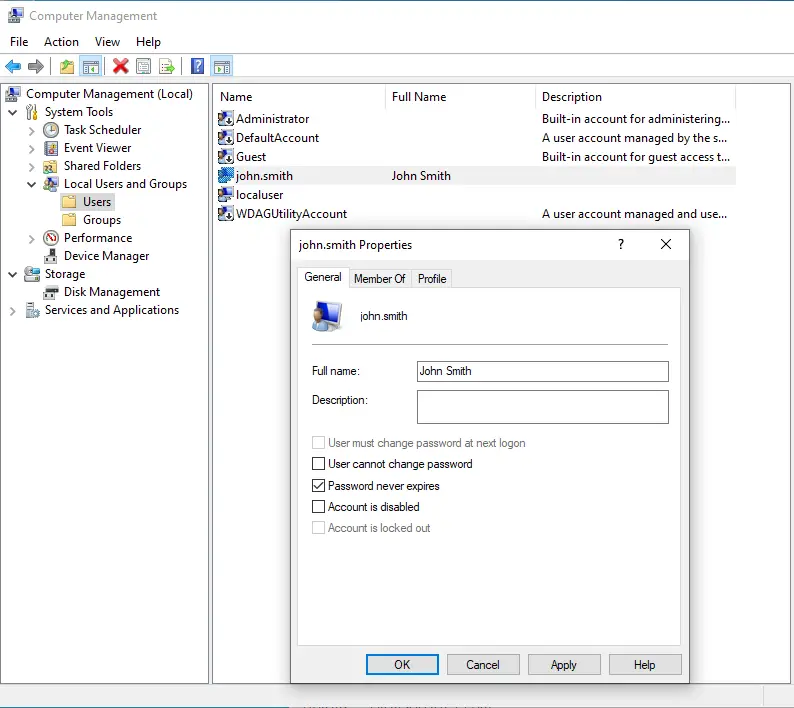 Computer Management
File Action View Help
Computer Management (Local)
System Tools
Task Scheduler
Event Viewer
Shared Folders
Local Users and Groups
Users
Groups
Performance
Device Manager
Storage
Disk Management
Services and Applications
Name Full Name Description
Administrator Built-in account for administering...
DefaultAccount A user account managed by the s...
Guest Built-in account for guest access t...
john.smith John Smith
localuser
WDAGUtilityAccount A user account managed and use...
john.smith Properties ?
General Member Of Profile
john.smith
Full name: John Smith
Description:
User must change password at next logon
User cannot change password
Password never expires
Account is disabled
Account is locked out
OK Cancel Apply Help